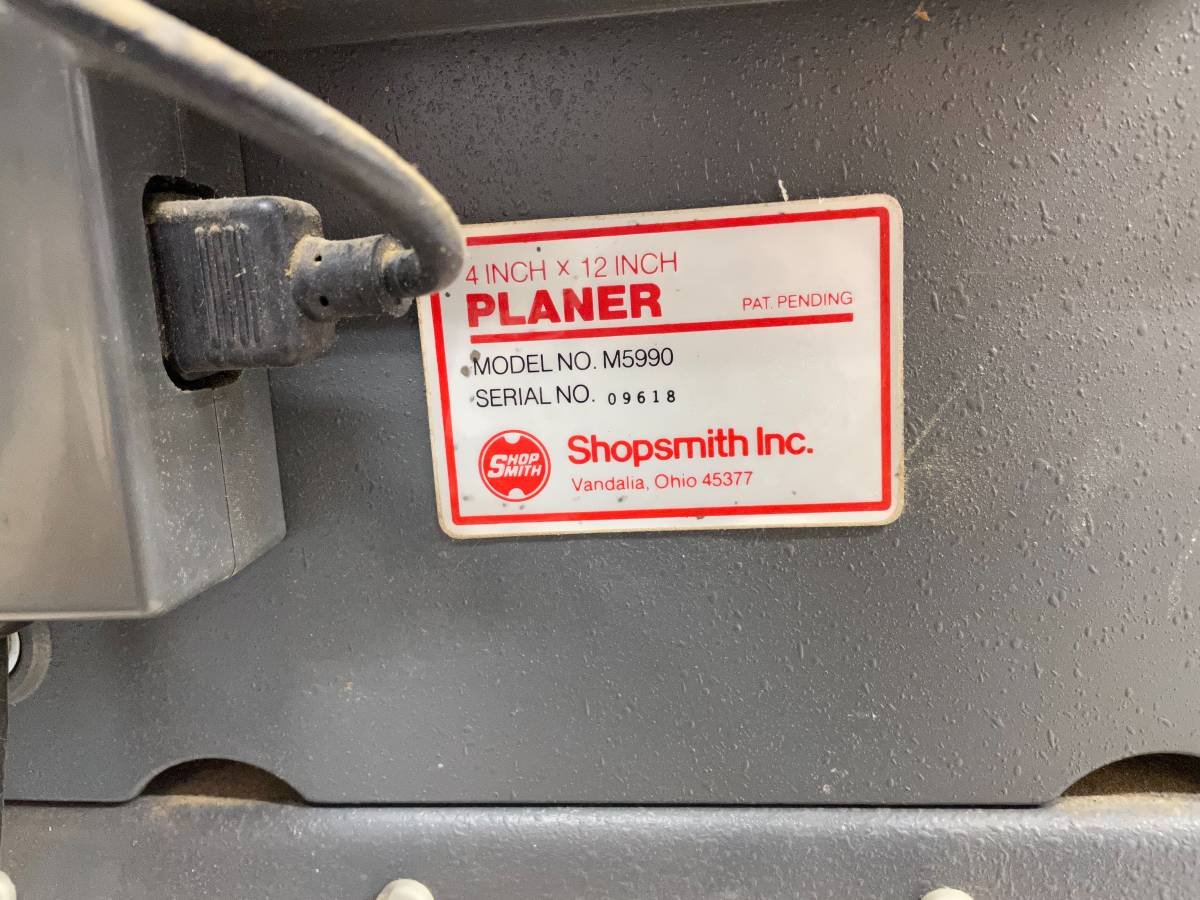 4 INCH x 12 INCH
PLANER
PAT. PENDING
MODEL NO. M5990
SERIAL NO. 09618
SHOP
SMITH
Shopsmith Inc.
Vandalia, Ohio 45377